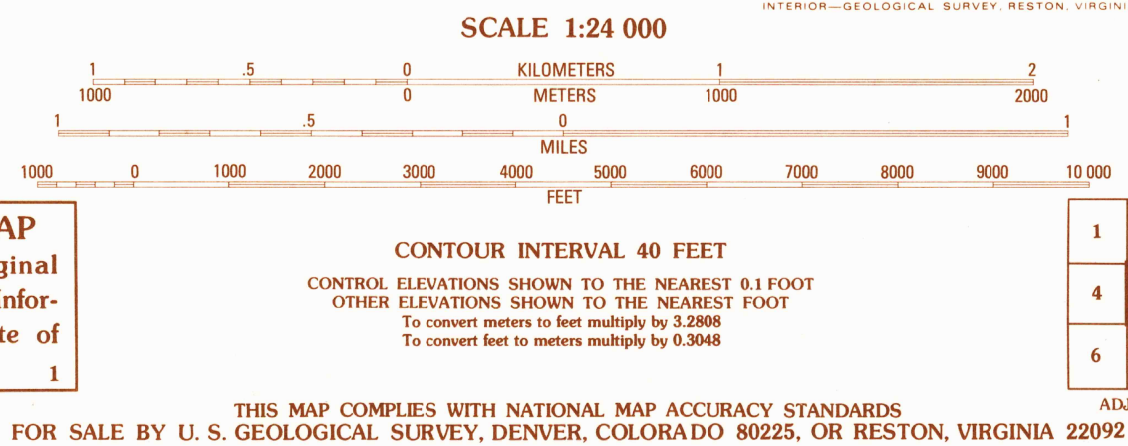 INTERIOR—GEOLOGICAL SURVEY, RESTON, VIRGINI
SCALE 1:24 000
1 .5 0 KILOMETERS 1 2
1000 0 METERS 1000 2000
1 .5 0 1
MILES
1000 0 1000 2000 3000 4000 5000 6000 7000 8000 9000 10 000
FEET
AP
ginal
nfor-
te of
1
CONTOUR INTERVAL 40 FEET
CONTROL ELEVATIONS SHOWN TO THE NEAREST 0.1 FOOT
OTHER ELEVATIONS SHOWN TO THE NEAREST FOOT
To convert meters to feet multiply by 3.2808
To convert feet to meters multiply by 0.3048
1
4
6
ADJ
THIS MAP COMPLIES WITH NATIONAL MAP ACCURACY STANDARDS
FOR SALE BY U. S. GEOLOGICAL SURVEY, DENVER, COLORADO 80225, OR RESTON, VIRGINIA 22092